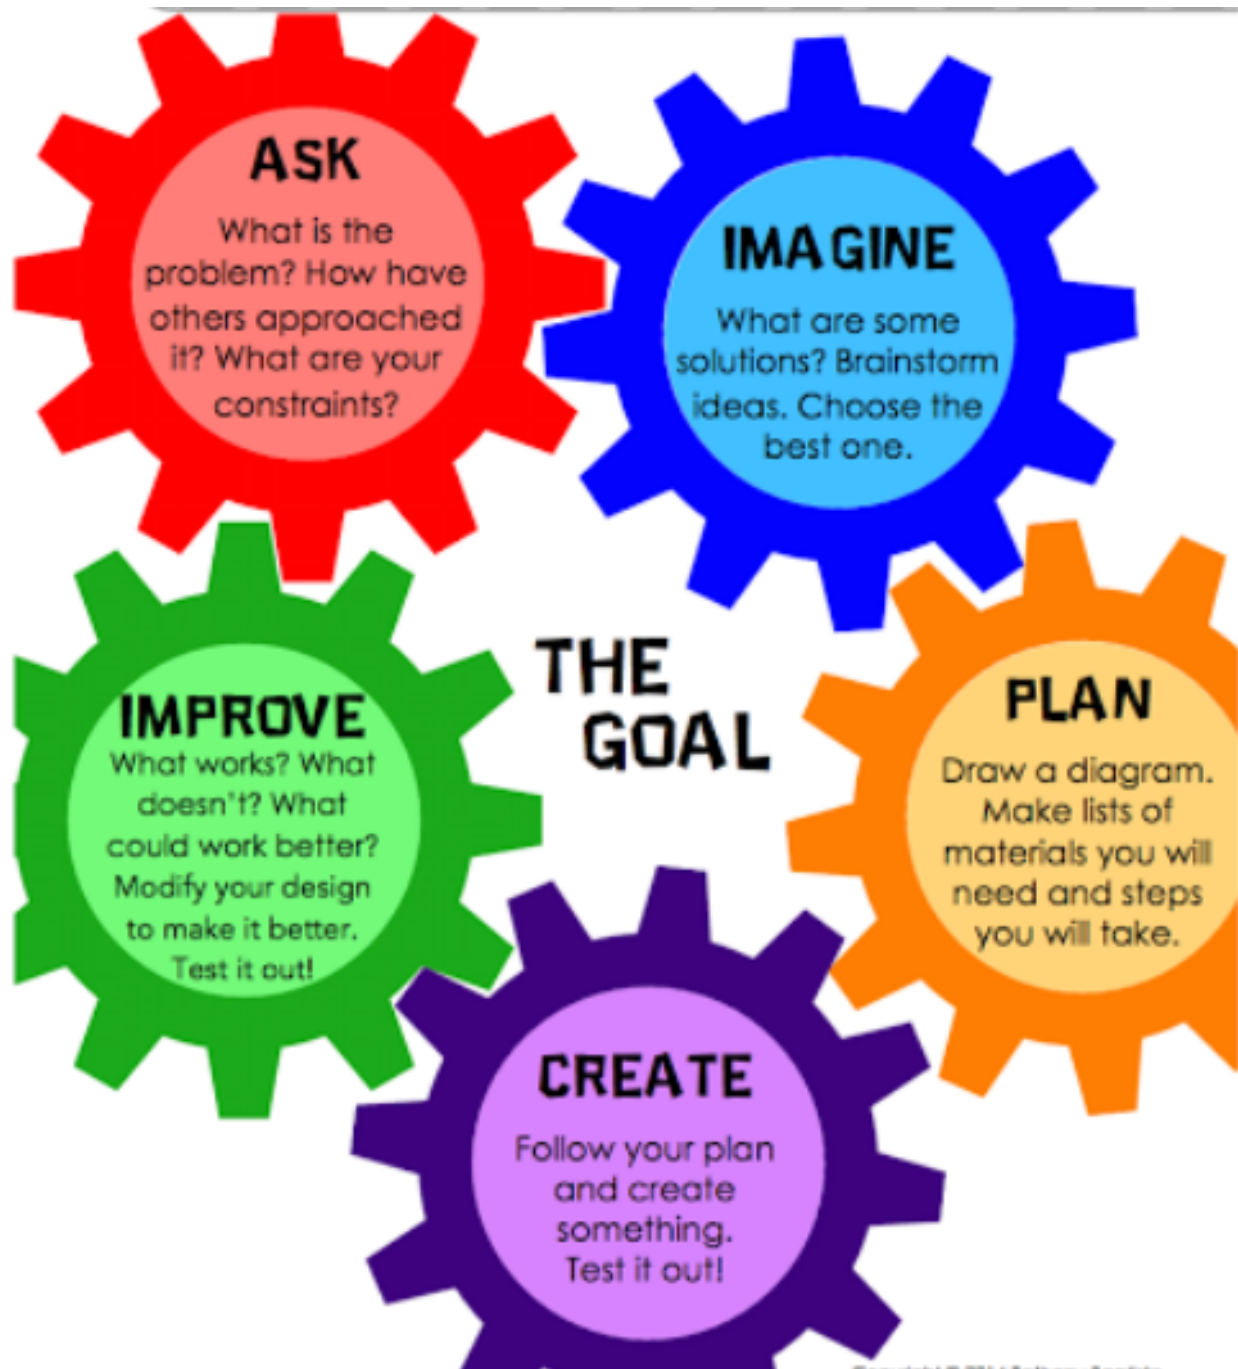 ASK
What is the
problem? How have
others approached
it? What are your
constraints?
IMAGINE
What are some
solutions? Brainstorm
ideas. Choose the
best one.
THE
GOAL
IMPROVE
What works? What
doesn't? What
could work better?
Modify your design
to make it better.
Test it out!
PLAN
Draw a diagram.
Make lists of
materials you will
need and steps
you will take.
CREATE
Follow your plan
and create
something.
Test it out!